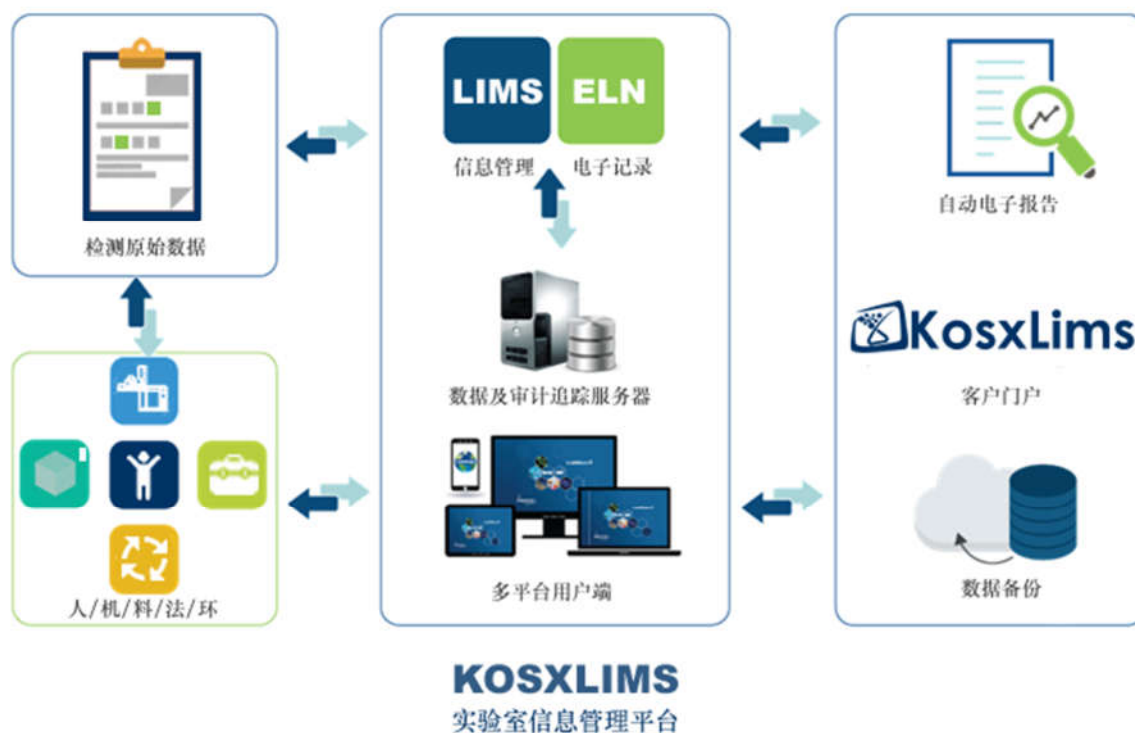 检测原始数据
人/机/料/法/环
LIMS ELN
信息管理 电子记录
数据及审计追踪服务器
多平台用户端
自动电子报告
KosxLims
客户门户
数据备份
KOSXLIMS
实验室信息管理平台